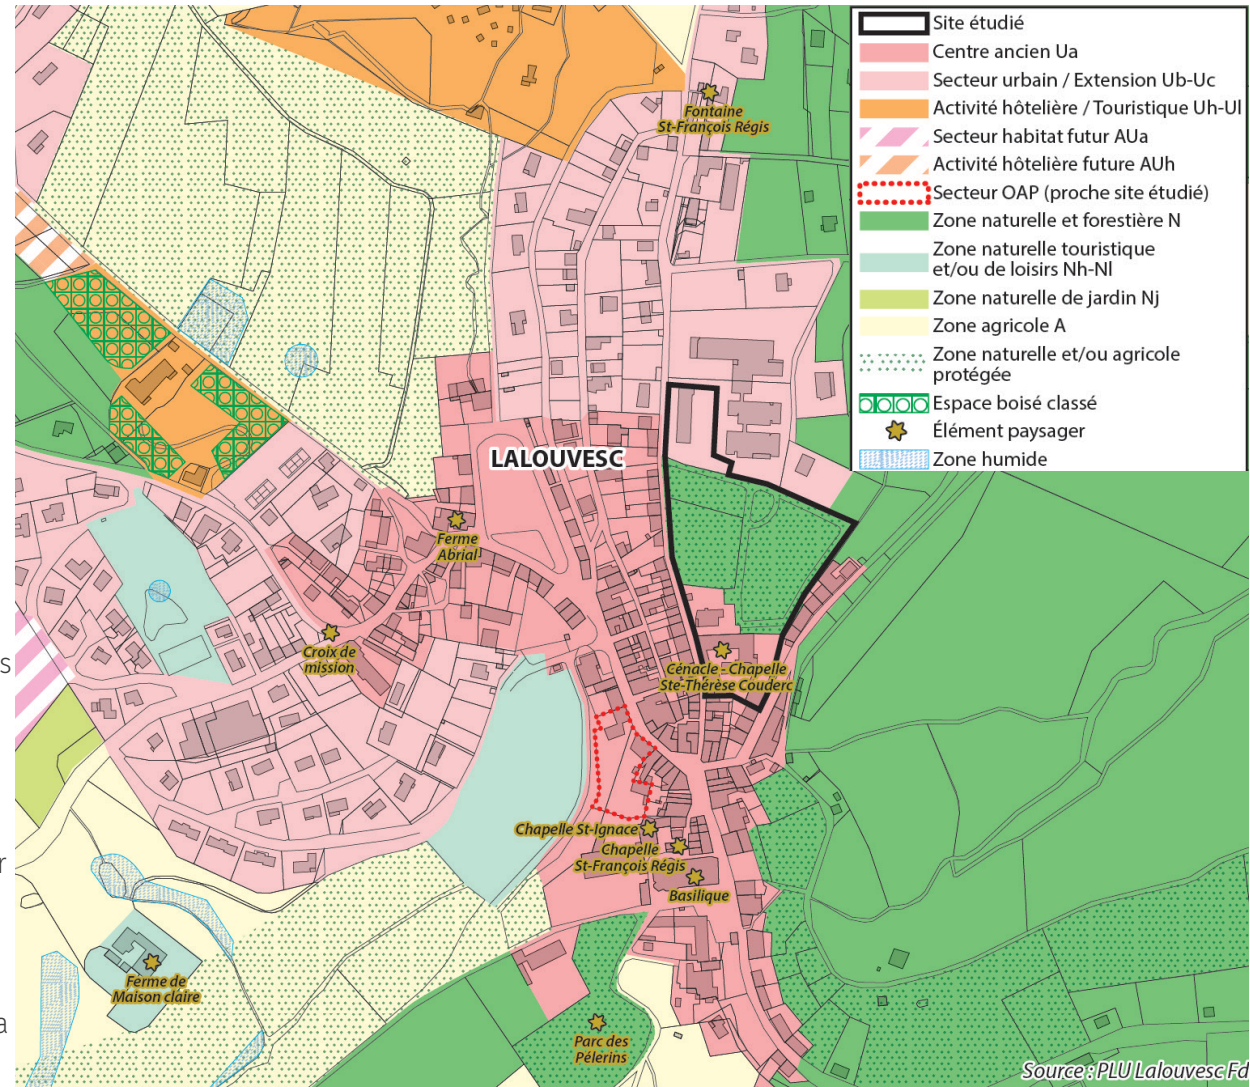 Site étudié
Centre ancien Ua
Secteur urbain / Extension Ub-Uc
Activité hôtelière / Touristique Uh-Ul
Secteur habitat futur AUa
Activité hôtelière future AUh
Secteur OAP (proche site étudié)
Zone naturelle et forestière N
Zone naturelle touristique
et/ou de loisirs Nh-Nl
Zone naturelle de jardin Nj
Zone agricole A
Zone naturelle et/ou agricole
protégée
Espace boisé classé
Élément paysager
Zone humide
Fontaine
St-François Régis
LALOUVESC
Ferme
Abrial
Croix de
mission
Cénacle - Chapelle
Ste-Thérèse Couderc
s
Chapelle St-Ignace
Chapelle
St-François Régis
r
Basilique
Ferme de
Maison claire
a
Parc des
Pélerins
Source : PLU Lalouvesc Fd